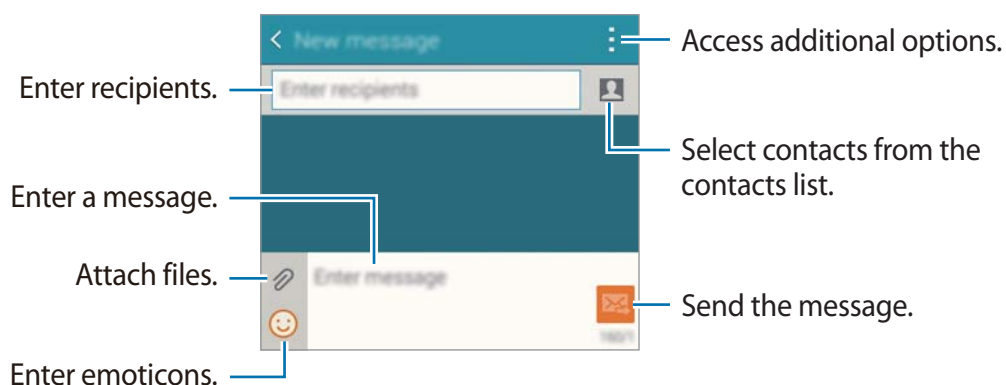 New message
Access additional options.
Enter recipients.
Enter recipients
Select contacts from the
contacts list.
Enter a message.
Attach files.
Enter message
Send the message.
160/1
Enter emoticons.